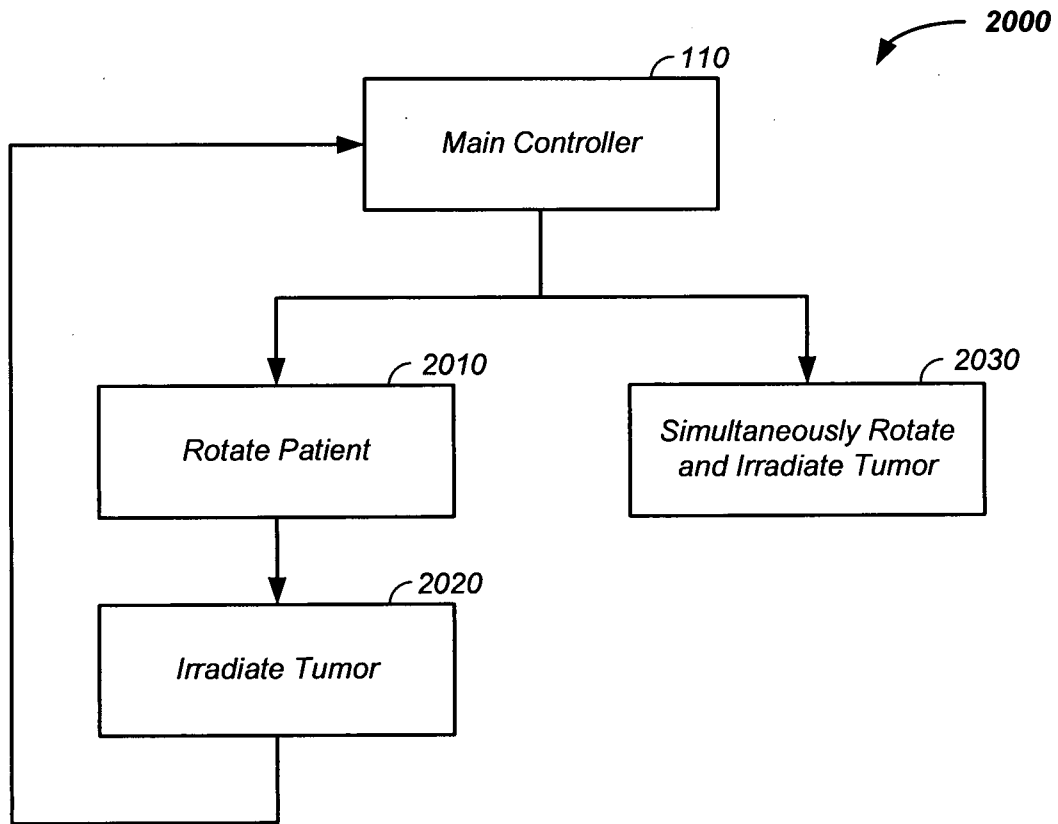 2000
110
Main Controller
2010
Rotate Patient
2030
Simultaneously Rotate
and Irradiate Tumor
2020
Irradiate Tumor